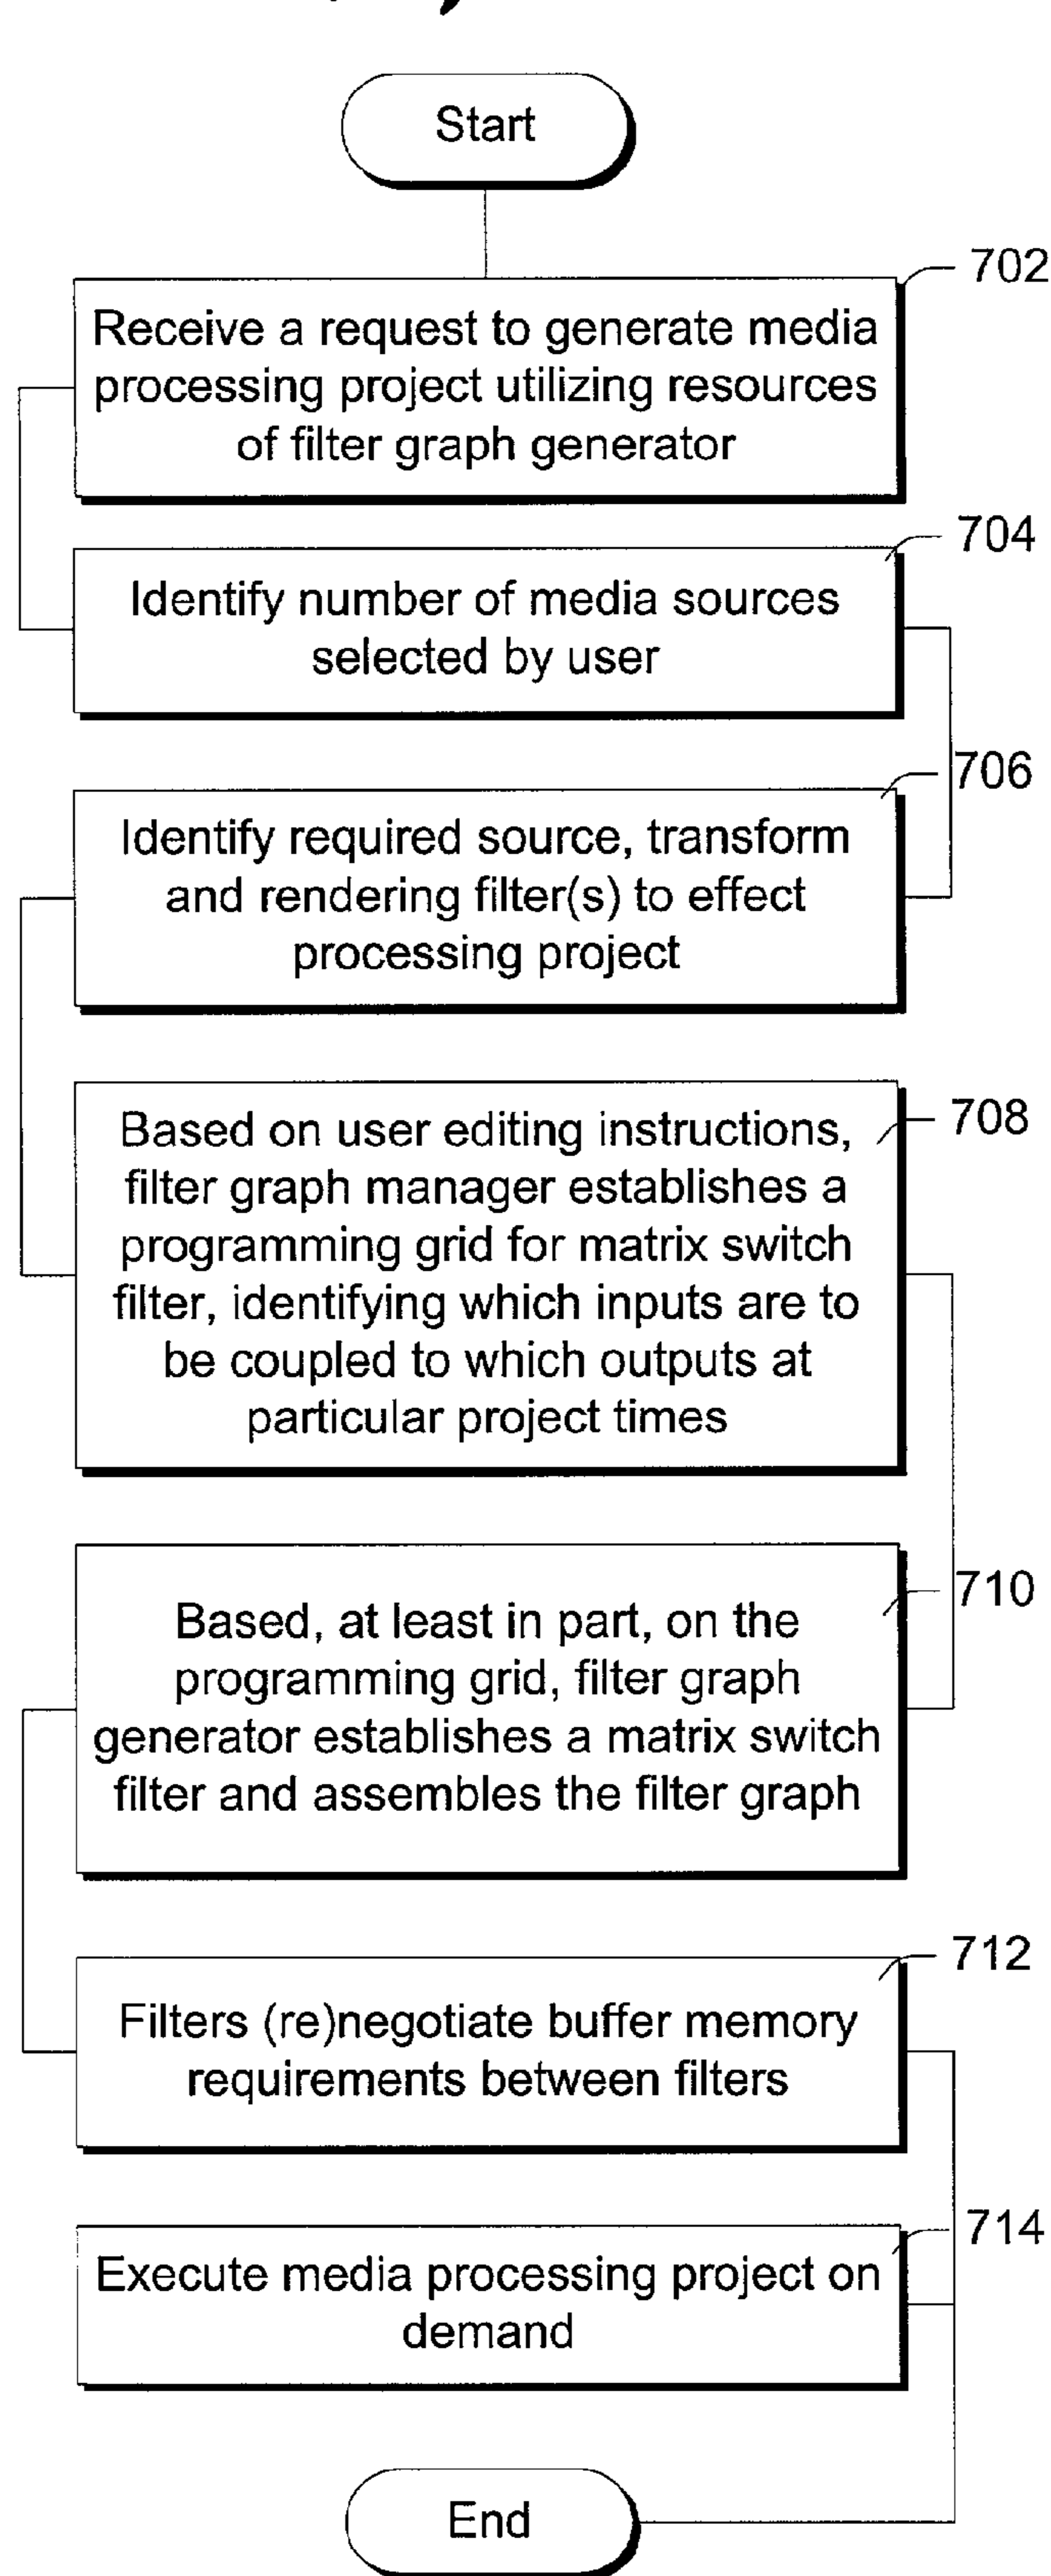 Start
702
Receive a request to generate media
processing project utilizing resources
of filter graph generator
704
Identify number of media sources
selected by user
706
Identify required source, transform
and rendering filter(s) to effect
processing project
708
Based on user editing instructions,
filter graph manager establishes a
programming grid for matrix switch
filter, identifying which inputs are to
be coupled to which outputs at
particular project times
710
Based, at least in part, on the
programming grid, filter graph
generator establishes a matrix switch
filter and assembles the filter graph
712
Filters (re)negotiate buffer memory
requirements between filters
714
Execute media processing project on
demand
End